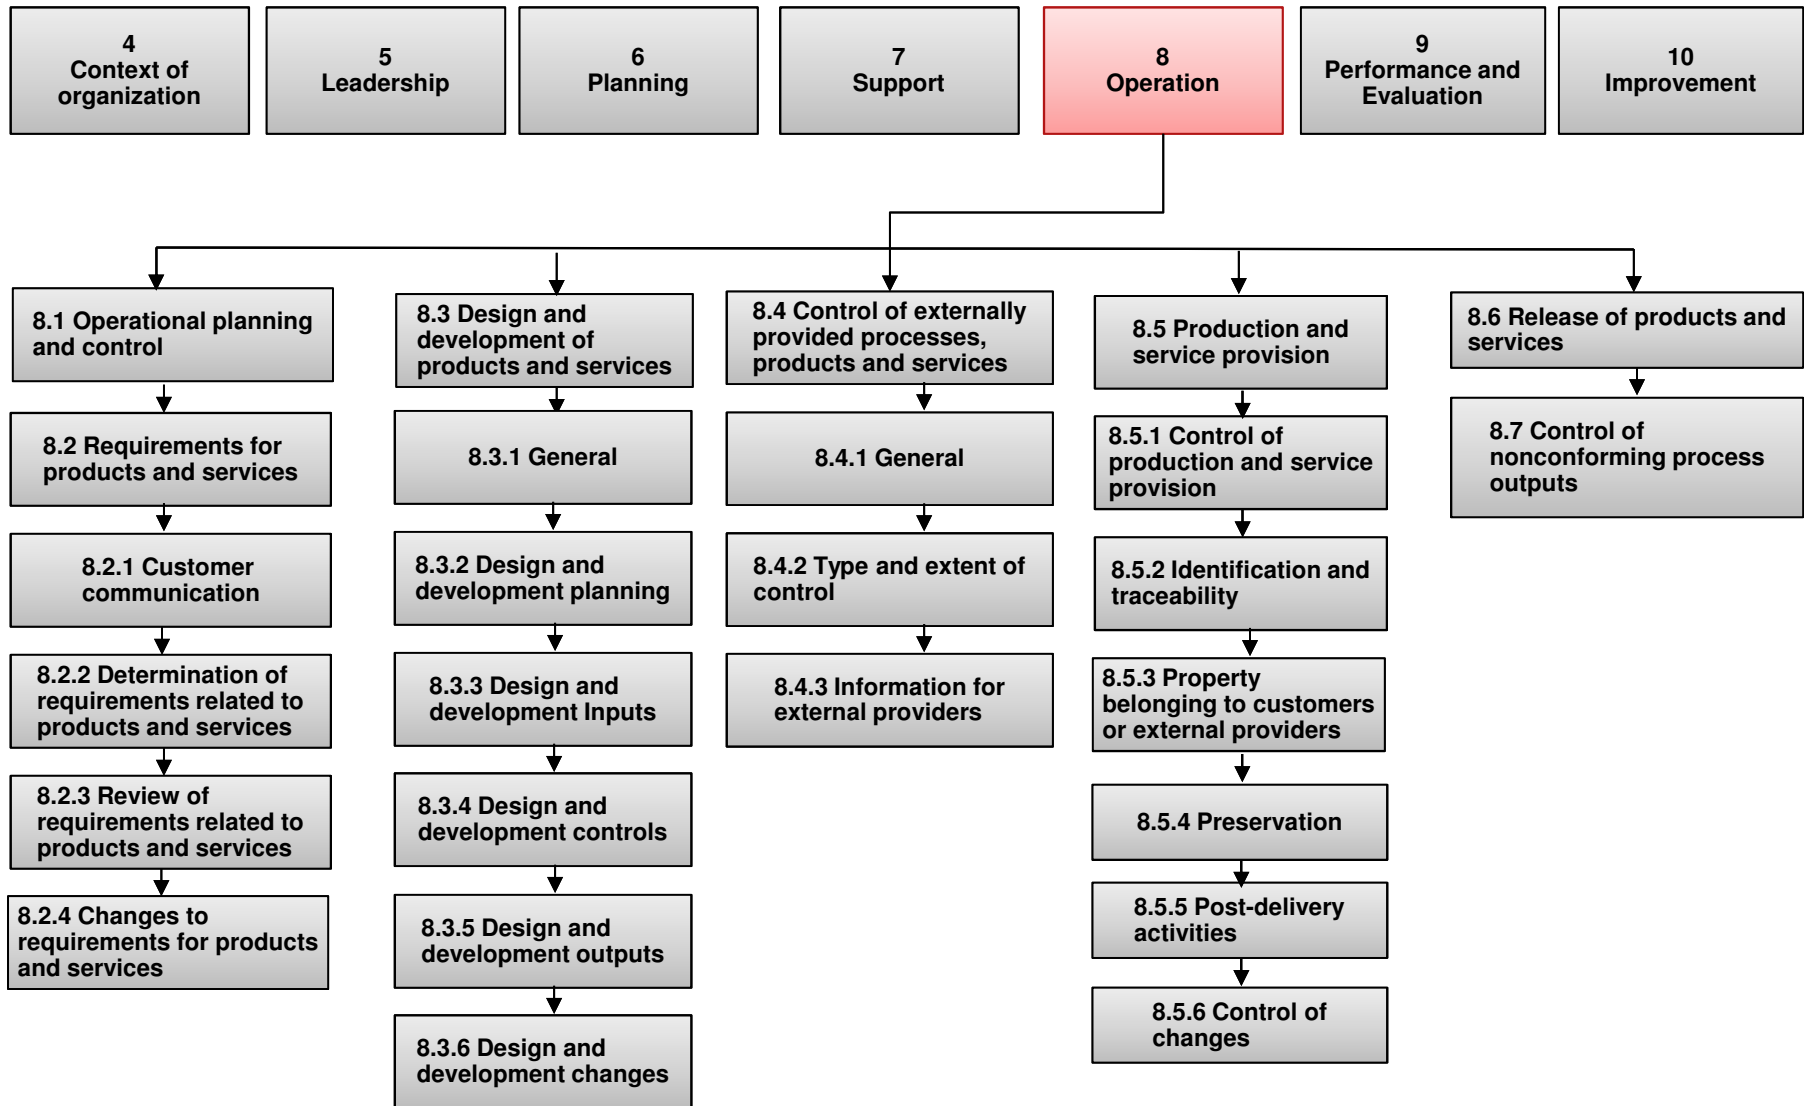 4
Context of
organization
5
Leadership
6
Planning
7
Support
8
Operation
9
Performance and
Evaluation
10
Improvement
8.1 Operational planning
and control
8.2 Requirements for
products and services
8.2.1 Customer
communication
8.2.2 Determination of
requirements related to
products and services
8.2.3 Review of
requirements related to
products and services
8.2.4 Changes to
requirements for products
and services
8.3 Design and
development of
products and services
8.3.1 General
8.3.2 Design and
development planning
8.3.3 Design and
development Inputs
8.3.4 Design and
development controls
8.3.5 Design and
development outputs
8.3.6 Design and
development changes
8.4 Control of externally
provided processes,
products and services
8.4.1 General
8.4.2 Type and extent of
control
8.4.3 Information for
external providers
8.5 Production and
service provision
8.5.1 Control of
production and service
provision
8.5.2 Identification and
traceability
8.5.3 Property
belonging to customers
or external providers
8.5.4 Preservation
8.5.5 Post-delivery
activities
8.5.6 Control of
changes
8.6 Release of products and
services
8.7 Control of
nonconforming process
outputs